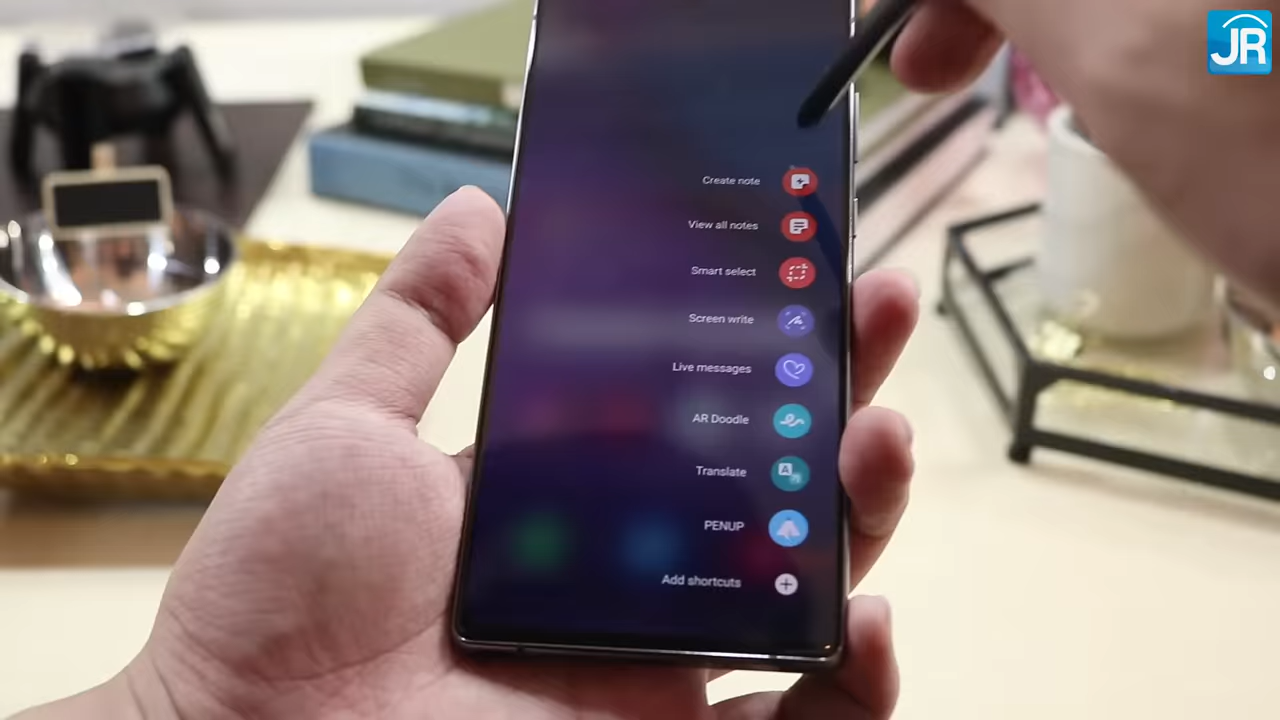 JR
Create note
View all notes
Smart select
Screen write
Live messages
AR Doodle
Translate
PENUP
Add shortcuts